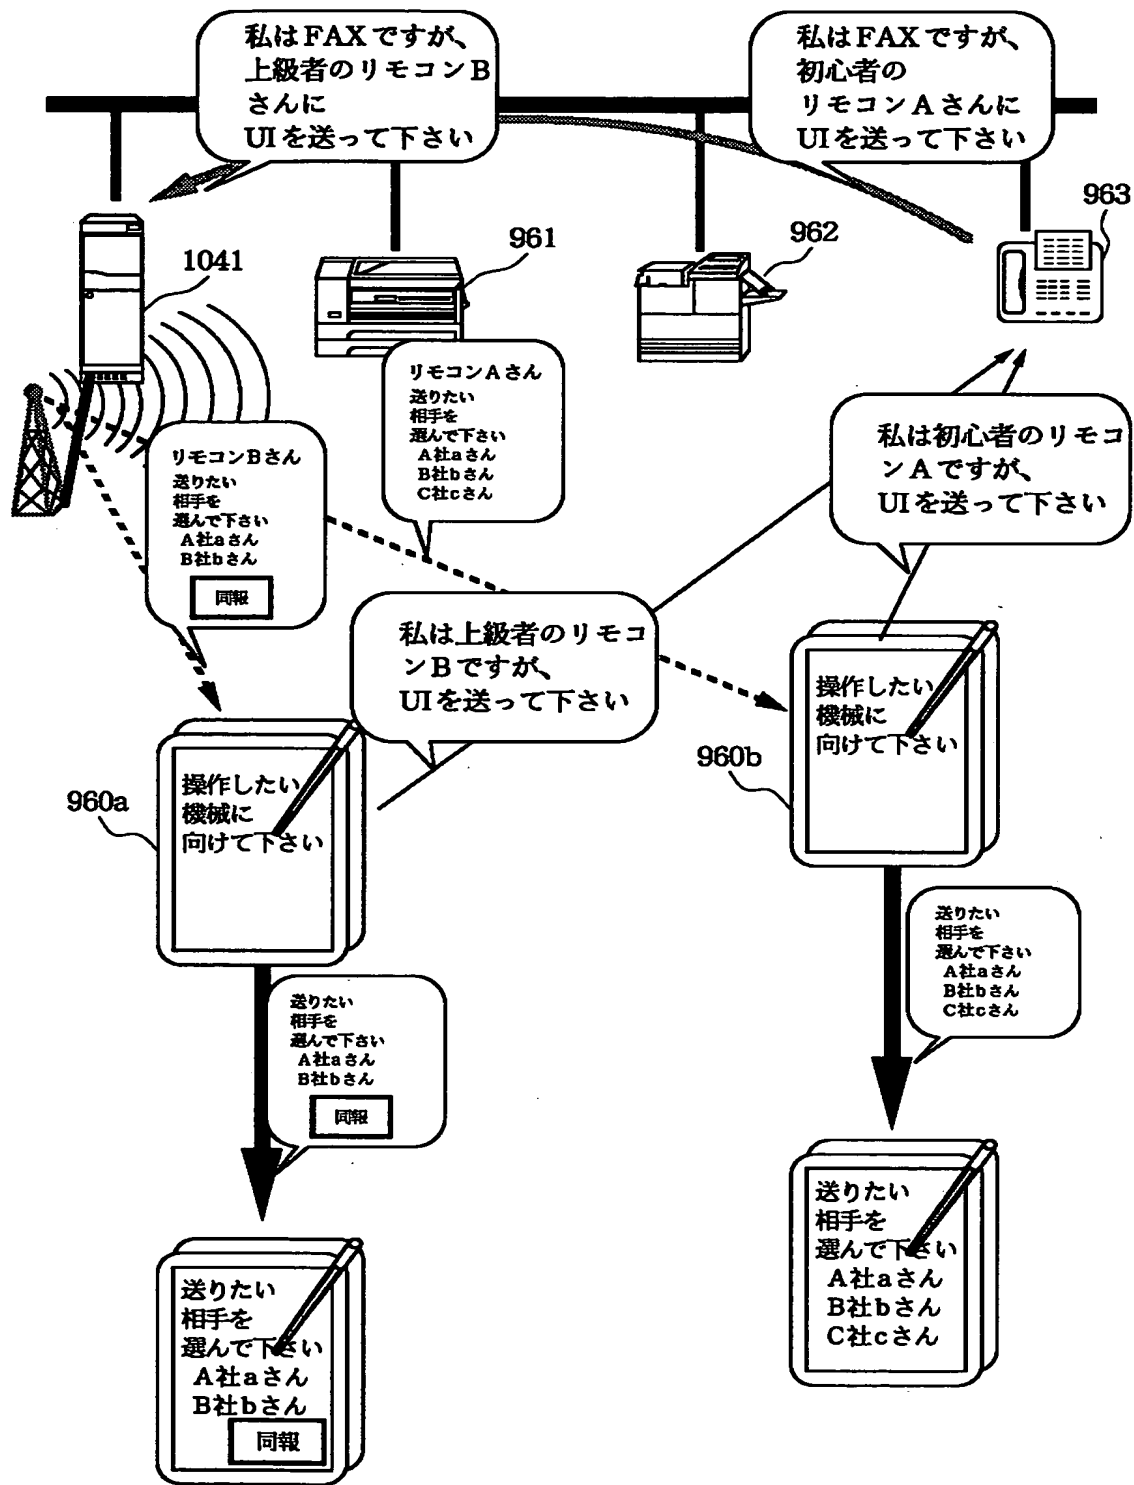 私はFAXですが、
上級者のリモコンB
さんに
UIを送って下さい
私はFAXですが、
初心者の
リモコンAさんに
UIを送って下さい
963
962
961
1041
リモコンAさん
送りたい
相手を
選んで下さい
A社aさん
B社bさん
C社cさん
私は初心者のリモコ
ンAですが、
UIを送って下さい
リモコンBさん
送りたい
相手を
選んで下さい
A社aさん
B社bさん
同報
私は上級者のリモコ
ンBですが、
UIを送って下さい
操作したい
機械に
向けて下さい
960b
操作したい
機械に
向けて下さい
960a
送りたい
相手を
選んで下さい
A社aさん
B社bさん
C社cさん
送りたい
相手を
選んで下さい
A社aさん
B社bさん
同報
送りたい
相手を
選んで下さい
A社aさん
B社bさん
C社cさん
送りたい
相手を
選んで下さい
A社aさん
B社bさん
同報